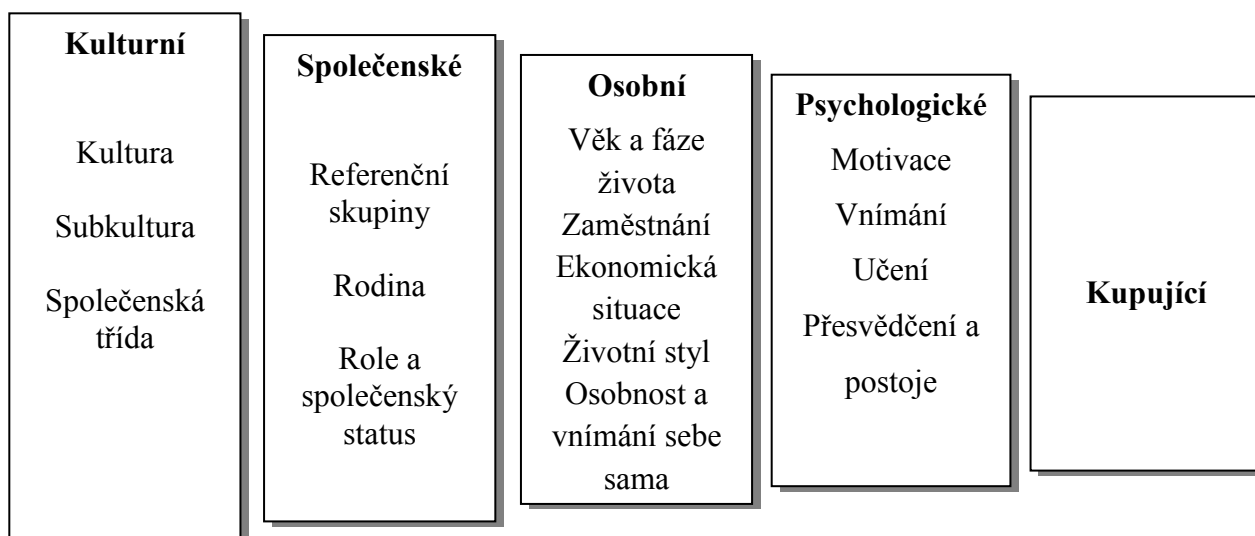 Kulturní
Kultura
Subkultura
Společenská
třída
Společenské
Referenční
skupiny
Rodina
Role a
společenský
status
Osobní
Věk a fáze
života
Zaměstnání
Ekonomická
situace
Životní styl
Osobnost a
vnímání sebe
sama
Psychologické
Motivace
Vnímání
Učení
Přesvědčení a
postoje
Kupující